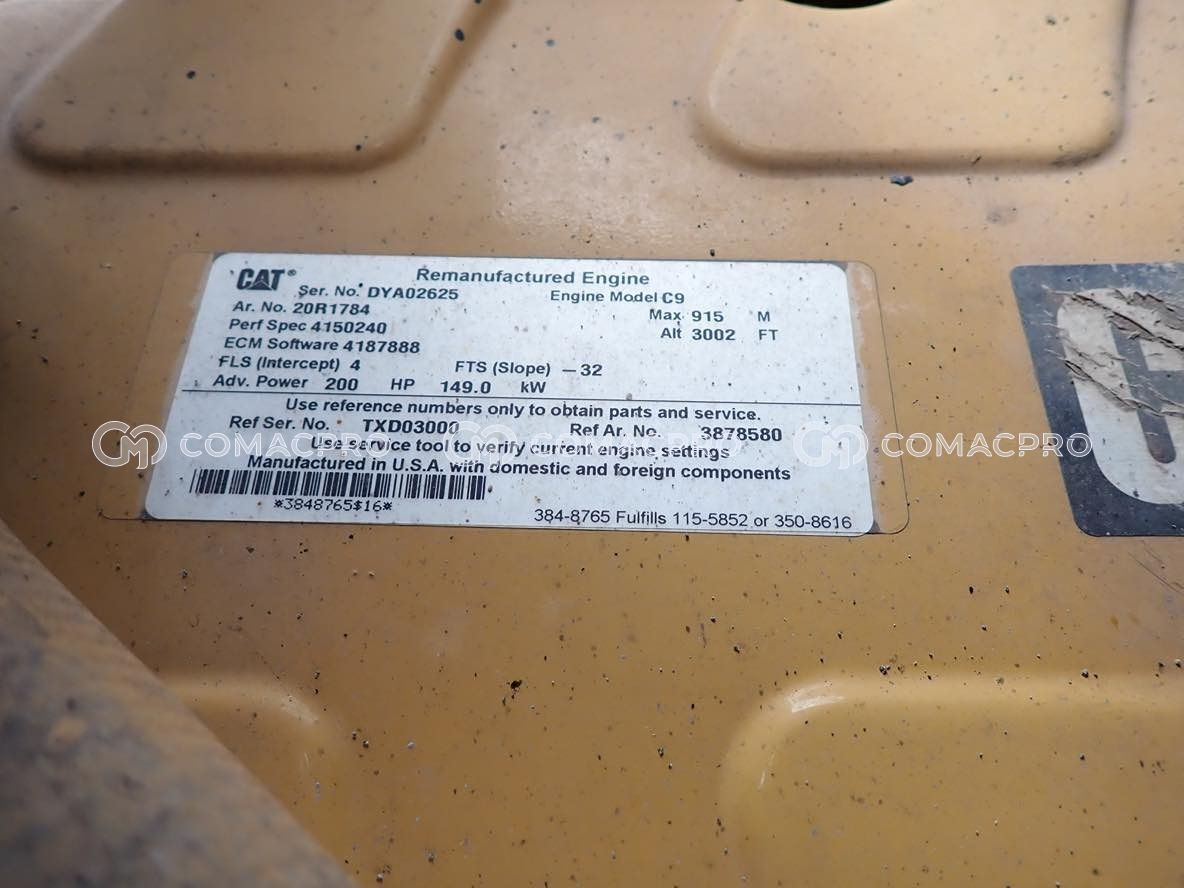 CAT® Remanufactured Engine
Ser. No. DYA02625 Engine Model C9
Ar. No. 20R1784 Max 915 M
Perf Spec 4150240 Alt 3002 FT
ECM Software 4187888
FLS (Intercept) 4 FTS (Slope) -32
Adv. Power 200 HP 149.0 kW
Use reference numbers only to obtain parts and service.
Ref Ser. No. TXD03000 Ref Ar. No. 3878580
COMACPRO COMACPRO COMACPRO
Use service tool to verify current engine settings
Manufactured in U.S.A. with domestic and foreign components
*3848765$16*
384-8765 Fulfills 115-5852 or 350-8616